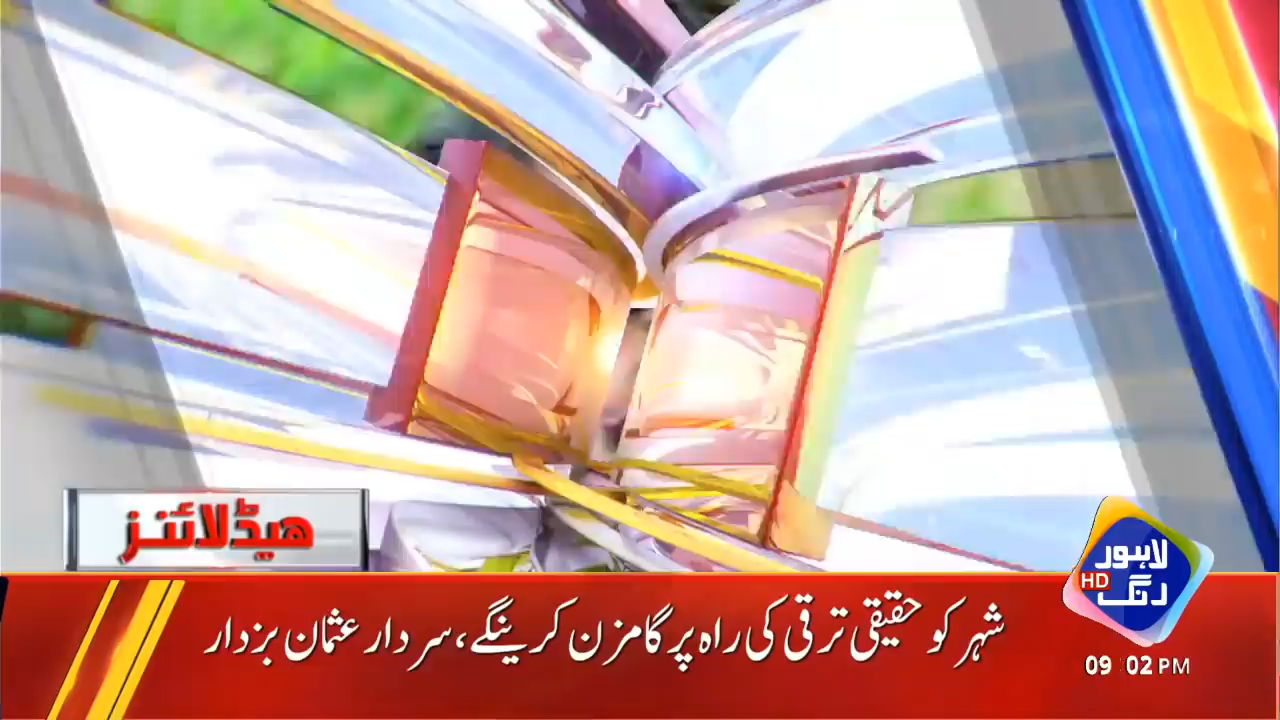 ہیڈلائنز
لاہور
HD رنگ
شہر کو حقیقی ترقی کی راہ پر گامزن کرینگے، سردار عثمان بزدار
09 02 PM